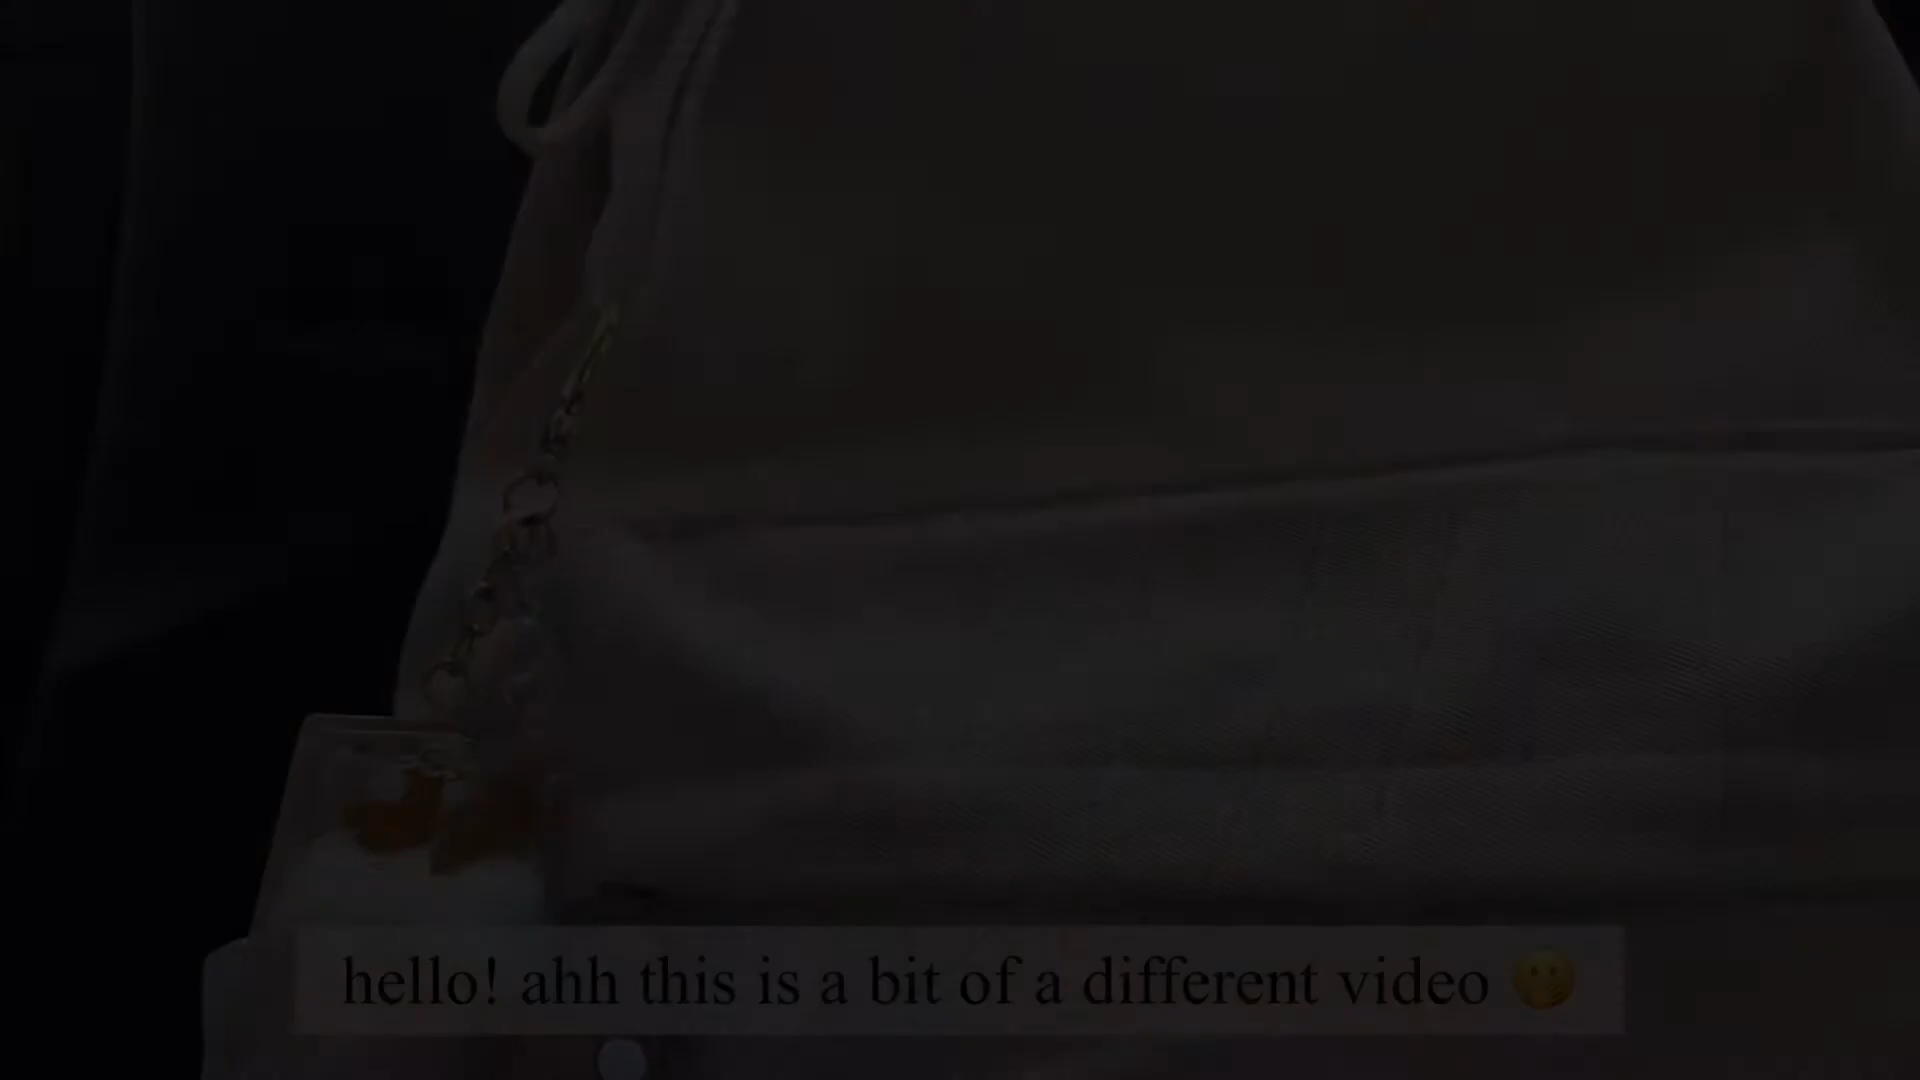 hello! ahh this is a bit of a different video 🫢